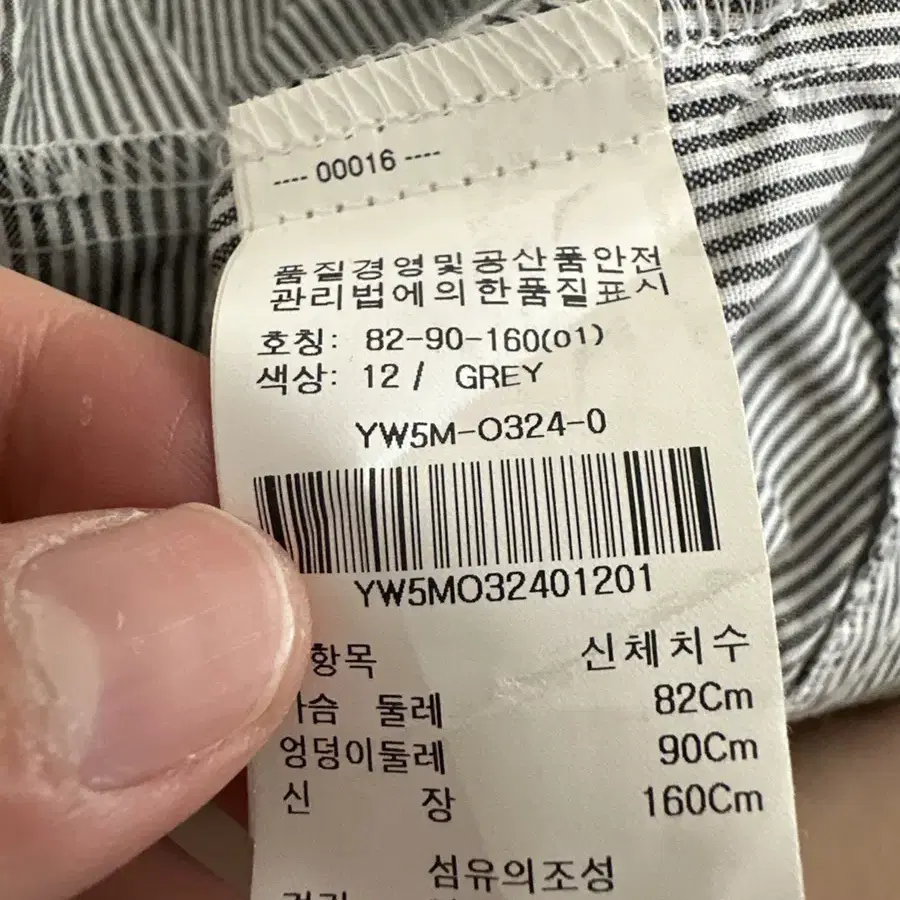 ---- 00016 ----
품질경영및공산품안전
관리법에의한품질표시
호칭: 82-90-160(01)
색상: 12 / GREY
YW5M-O324-0
YW5MO32401201
항목 신체치수
둘레 82Cm
엉덩이둘레 90Cm
신 장 160Cm
섬유의조성